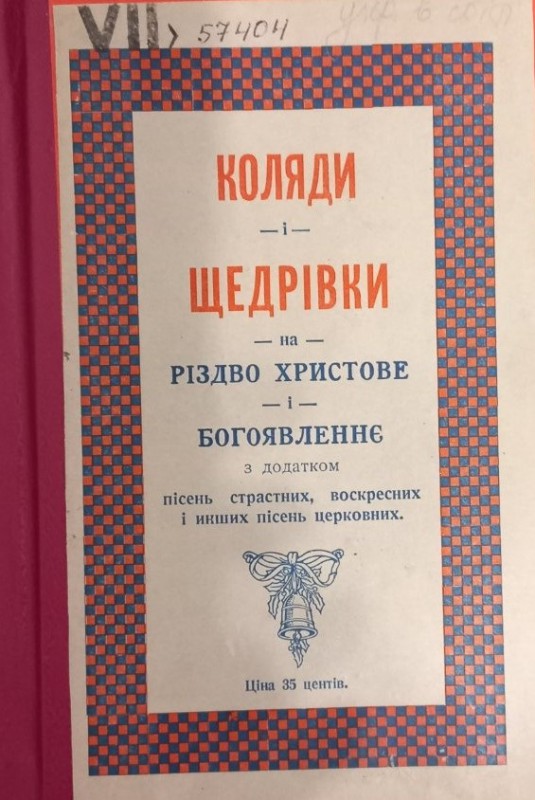 VII 57404
КОЛЯДИ
— і —
ЩЕДРІВКИ
— на —
РІЗДВО ХРИСТОВЕ
— і —
БОГОЯВЛЕННЄ
з додатком
пісень страстних, воскресних
і инших пісень церковних.
Ціна 35 центів.